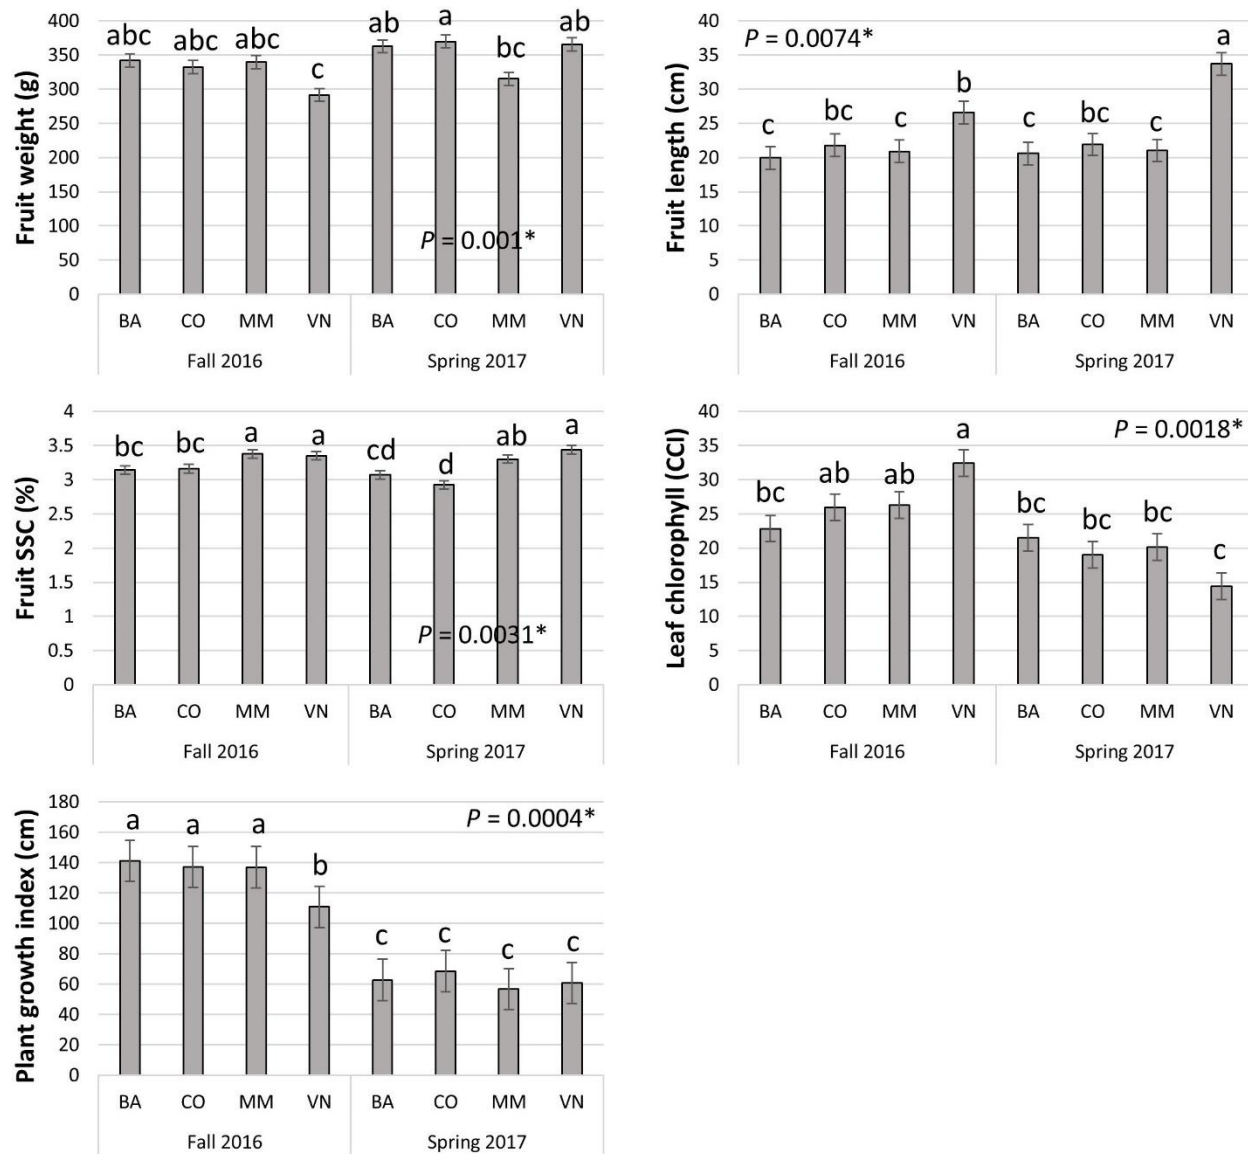 Fruit weight (g)
400
350
300
250
200
150
100
50
0
abc abc abc c ab a bc ab
P = 0.001*
BA CO MM VN BA CO MM VN
Fall 2016 Spring 2017
Fruit length (cm)
40
35
30
25
20
15
10
5
0
P = 0.0074*
c bc c b c bc c a
BA CO MM VN BA CO MM VN
Fall 2016 Spring 2017
Fruit SSC (%)
4
3.5
3
2.5
2
1.5
1
0.5
0
bc bc a a cd d ab a
P = 0.0031*
BA CO MM VN BA CO MM VN
Fall 2016 Spring 2017
Leaf chlorophyll (CCI)
40
35
30
25
20
15
10
5
0
P = 0.0018*
bc ab ab a bc bc bc c
BA CO MM VN BA CO MM VN
Fall 2016 Spring 2017
Plant growth index (cm)
180
160
140
120
100
80
60
40
20
0
P = 0.0004*
a a a b c c c c
BA CO MM VN BA CO MM VN
Fall 2016 Spring 2017